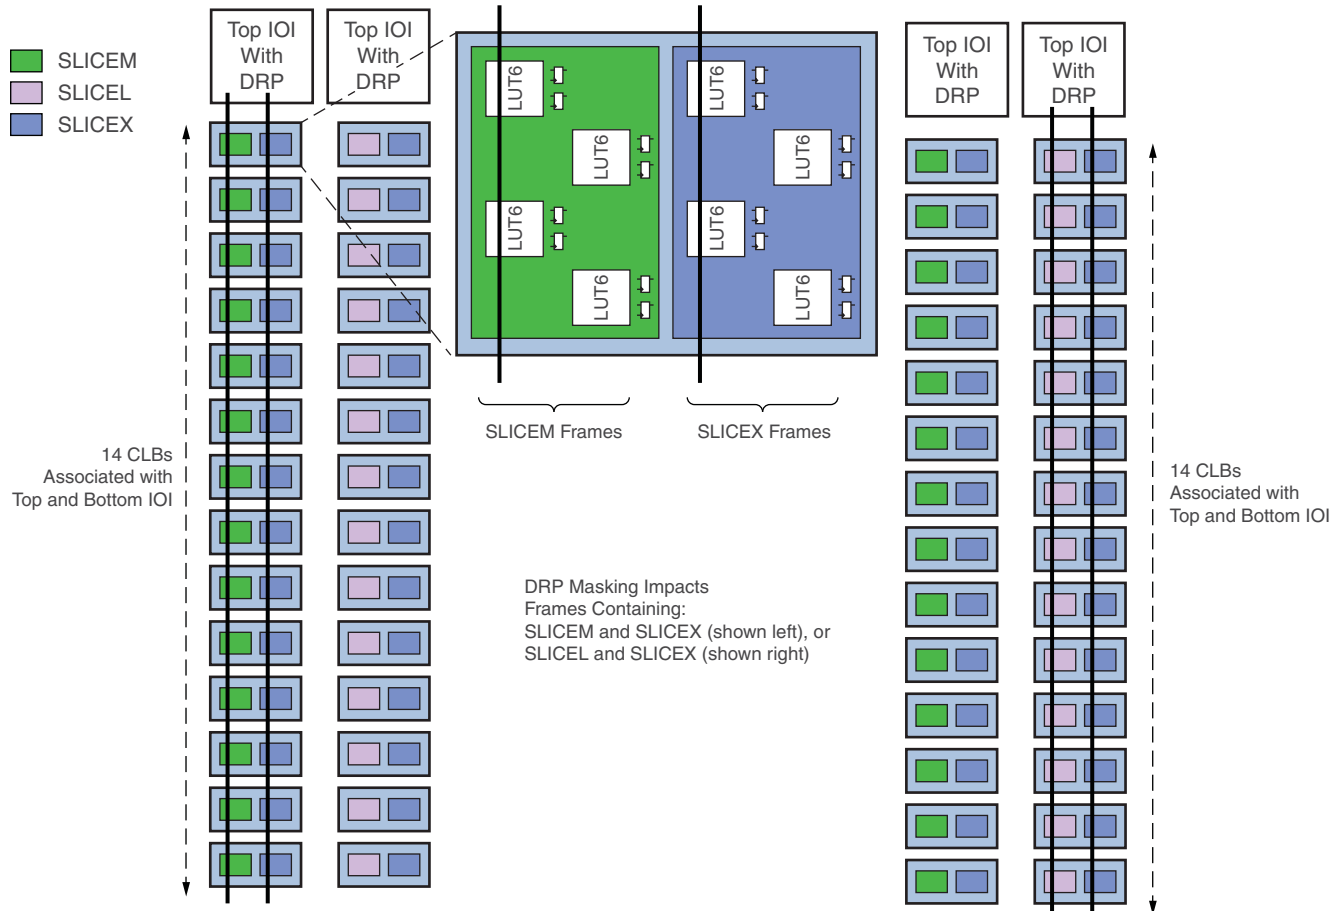 SLICEM
SLICEL
SLICEX
Top IOI
With
DRP
Top IOI
With
DRP
LUT6
LUT6
LUT6
LUT6
LUT6
LUT6
LUT6
LUT6
SLICEM Frames
SLICEX Frames
Top IOI
With
DRP
Top IOI
With
DRP
14 CLBs
Associated with
Top and Bottom IOI
DRP Masking Impacts
Frames Containing:
SLICEM and SLICEX (shown left), or
SLICEL and SLICEX (shown right)
14 CLBs
Associated with
Top and Bottom IOI